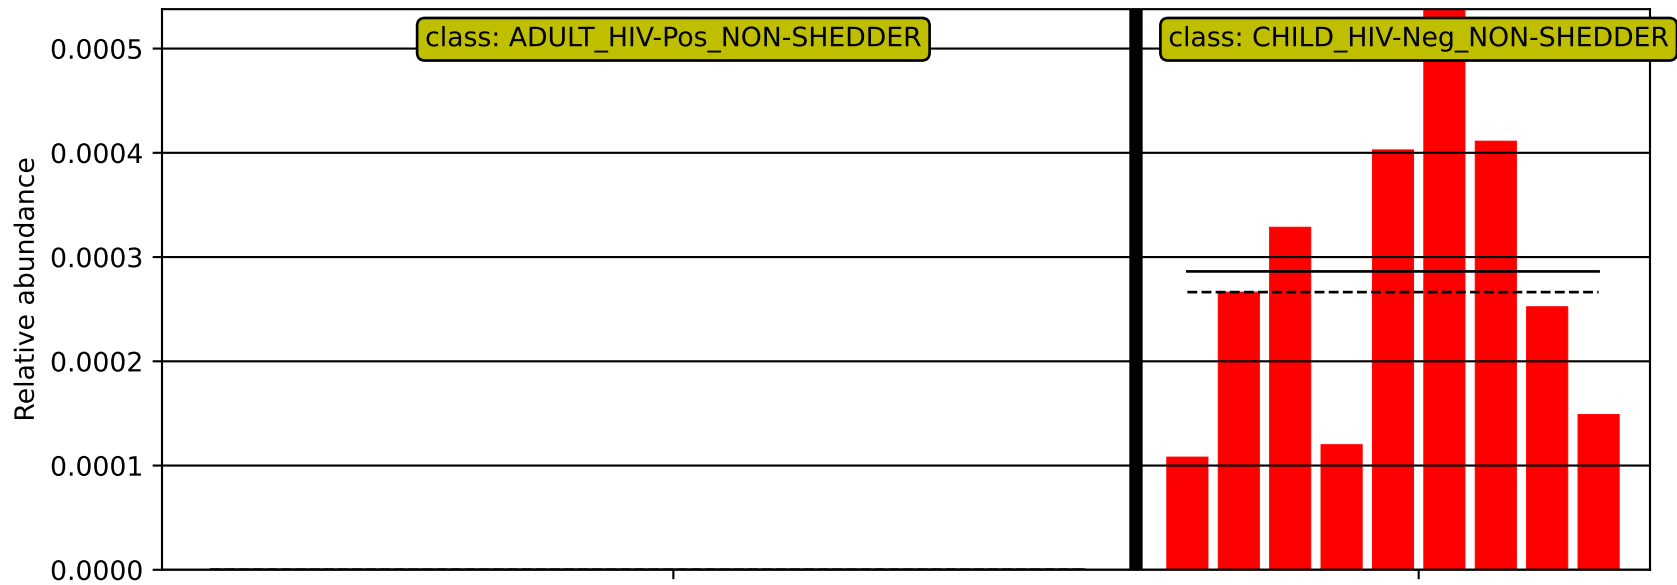 class: ADULT_HIV-Pos_NON-SHEDDER
class: CHILD_HIV-Neg_NON-SHEDDER
Relative abundance
0.0005
0.0004
0.0003
0.0002
0.0001
0.0000